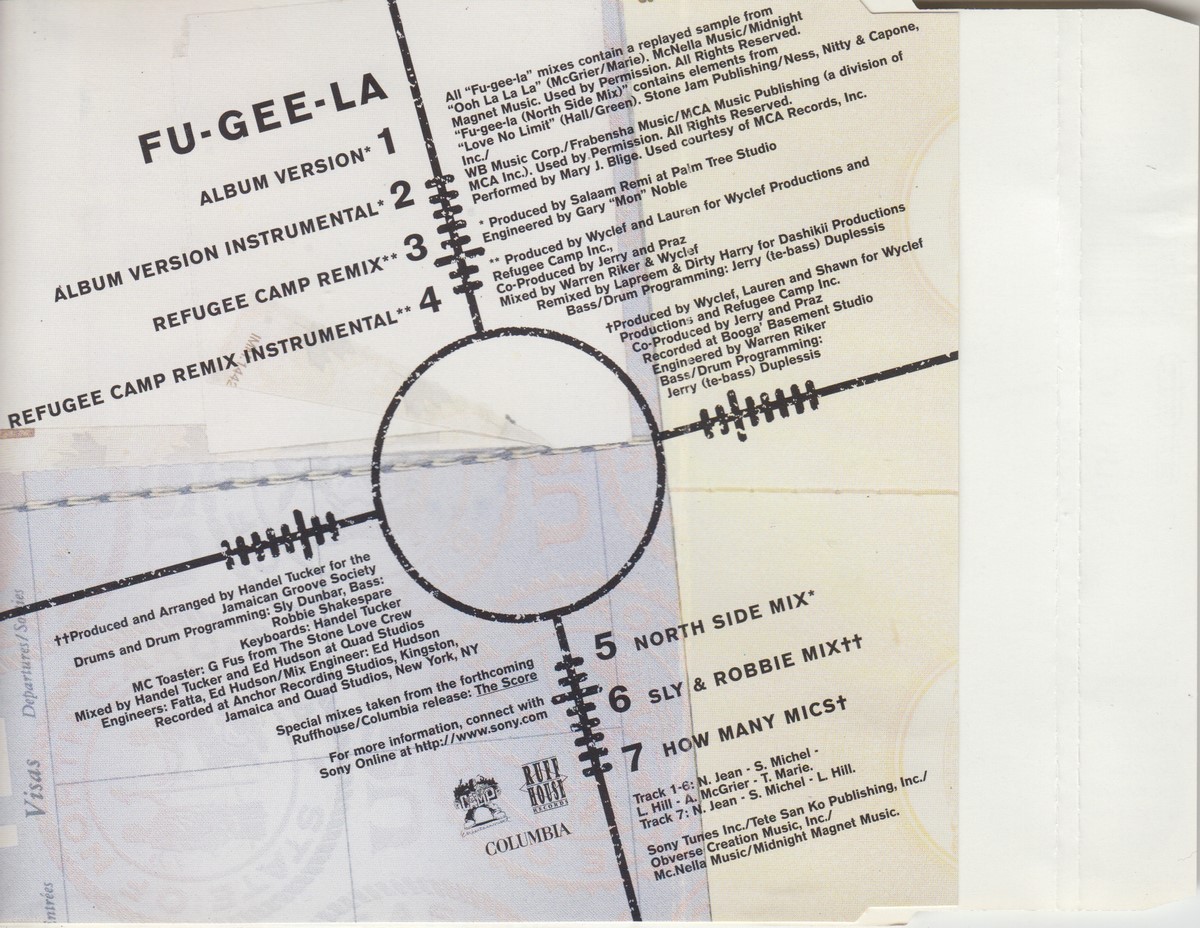 FU-GEE-LA
ALBUM VERSION* 1
ALBUM VERSION INSTRUMENTAL* 2
REFUGEE CAMP REMIX** 3
REFUGEE CAMP REMIX INSTRUMENTAL** 4
All "Fu-gee-la" mixes contain a replayed sample from
"Ooh La La La" (McGrier/Marie). McNella Music/Midnight
Magnet Music. Used by Permission. All Rights Reserved.
"Fu-gee-la (North Side Mix)" contains elements from
"Love No Limit" (Hall/Green). Stone Jam Publishing/Ness, Nitty & Capone,
Inc./
WB Music Corp./Frabensha Music/MCA Music Publishing (a division of
MCA Inc.). Used by Permission. All Rights Reserved.
Performed by Mary J. Blige. Used courtesy of MCA Records, Inc.
* Produced by Salaam Remi at Palm Tree Studio
Engineered by Gary "Mon" Noble
** Produced by Wyclef and Lauren for Wyclef Productions and
Refugee Camp Inc.,
Co-Produced by Jerry and Praz
Mixed by Warren Riker & Wyclef
Remixed by Lapreem & Dirty Harry for Dashikii Productions
Bass/Drum Programming: Jerry (te-bass) Duplessis
†Produced by Wyclef, Lauren and Shawn for Wyclef
Productions and Refugee Camp Inc.
Co-Produced by Jerry and Praz
Recorded at Booga' Basement Studio
Engineered by Warren Riker
Bass/Drum Programming:
Jerry (te-bass) Duplessis
††Produced and Arranged by Handel Tucker for the
Jamaican Groove Society
Drums and Drum Programming: Sly Dunbar, Bass:
Robbie Shakespare
Keyboards: Handel Tucker
MC Toaster: G Fus from The Stone Love Crew
Mixed by Handel Tucker and Ed Hudson at Quad Studios
Engineers: Fatta, Ed Hudson/Mix Engineer: Ed Hudson
Recorded at Anchor Recording Studios, Kingston,
Jamaica and Quad Studios, New York, NY
Special mixes taken from the forthcoming
Ruffhouse/Columbia release: The Score
For more information, connect with
Sony Online at http://www.sony.com
RUFF
HOUSE
RECORDS
COLUMBIA
5 NORTH SIDE MIX*
6 SLY & ROBBIE MIX††
7 HOW MANY MICS†
Track 1-6: N. Jean - S. Michel -
L. Hill - A. McGrier - T. Marie.
Track 7: N. Jean - S. Michel - L. Hill.
Sony Tunes Inc./Tete San Ko Publishing, Inc./
Obverse Creation Music, Inc./
Mc.Nella Music/Midnight Magnet Music.
Departures/Sorties
Visas